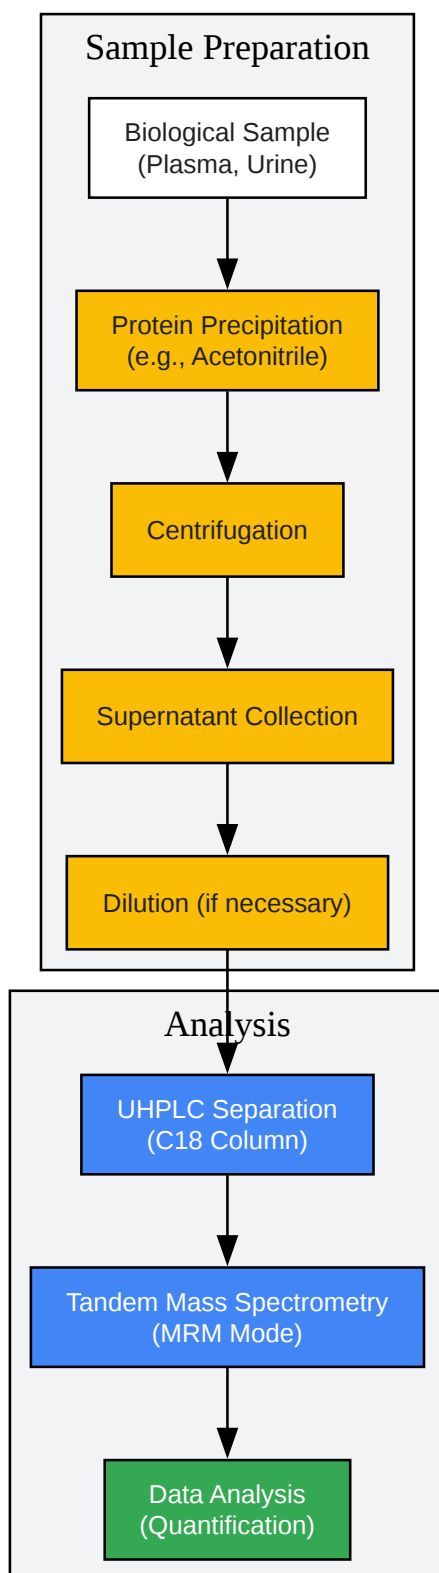 Sample Preparation
Biological Sample
(Plasma, Urine)
Protein Precipitation
(e.g., Acetonitrile)
Centrifugation
Supernatant Collection
Dilution (if necessary)
Analysis
UHPLC Separation
(C18 Column)
Tandem Mass Spectrometry
(MRM Mode)
Data Analysis
(Quantification)